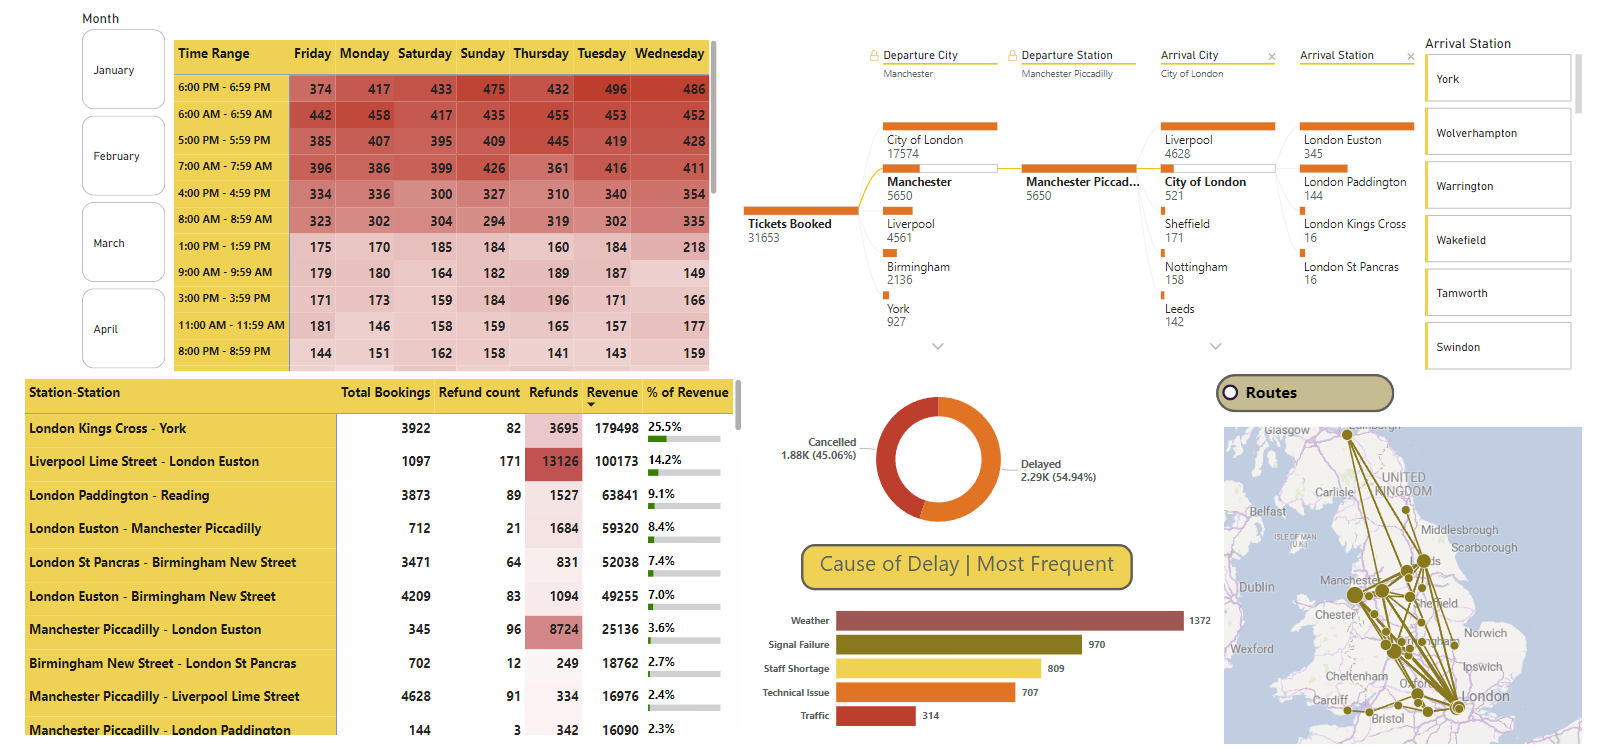 Month
January
February
March
April
Time Range Friday Monday Saturday Sunday Thursday Tuesday Wednesday
6:00 PM - 6:59 PM 374 417 433 475 432 496 486
6:00 AM - 6:59 AM 442 458 417 435 455 453 452
5:00 PM - 5:59 PM 385 407 395 409 445 419 428
7:00 AM - 7:59 AM 396 386 399 426 361 416 411
4:00 PM - 4:59 PM 334 336 300 327 310 340 354
8:00 AM - 8:59 AM 323 302 304 294 319 302 335
1:00 PM - 1:59 PM 175 170 185 184 160 184 218
9:00 AM - 9:59 AM 179 180 164 182 189 187 149
3:00 PM - 3:59 PM 171 173 159 184 196 171 166
11:00 AM - 11:59 AM 181 146 158 159 165 157 177
8:00 PM - 8:59 PM 144 151 162 158 141 143 159
Departure City
Manchester
Departure Station
Manchester Piccadilly
Arrival City
City of London
Arrival Station
Tickets Booked
31653
City of London
17574
Manchester
5650
Liverpool
4561
Birmingham
2136
York
927
Manchester Piccad...
5650
Liverpool
4628
City of London
521
Sheffield
171
Nottingham
158
Leeds
142
London Euston
345
London Paddington
144
London Kings Cross
16
London St Pancras
16
Arrival Station
York
Wolverhampton
Warrington
Wakefield
Tamworth
Swindon
Station-Station Total Bookings Refund count Refunds Revenue % of Revenue
London Kings Cross - York 3922 82 3695 179498 25.5%
Liverpool Lime Street - London Euston 1097 171 13126 100173 14.2%
London Paddington - Reading 3873 89 1527 63841 9.1%
London Euston - Manchester Piccadilly 712 21 1684 59320 8.4%
London St Pancras - Birmingham New Street 3471 64 831 52038 7.4%
London Euston - Birmingham New Street 4209 83 1094 49255 7.0%
Manchester Piccadilly - London Euston 345 96 8724 25136 3.6%
Birmingham New Street - London St Pancras 702 12 249 18762 2.7%
Manchester Piccadilly - Liverpool Lime Street 4628 91 334 16976 2.4%
Manchester Piccadilly - London Paddington 144 3 342 16090 2.3%
Cancelled
1.88K (45.06%)
Delayed
2.29K (54.94%)
Cause of Delay | Most Frequent
Weather 1372
Signal Failure 970
Staff Shortage 809
Technical Issue 707
Traffic 314
Routes
Glasgow
Edinburgh
UNITED
KINGDOM
Carlisle
Belfast
Middlesbrough
ISLE OF MAN
(U.K.)
Scarborough
Manchester
Dublin
Sheffield
Chester
Norwich
Wexford
Ipswich
Cheltenham
London
Cardiff
Bristol